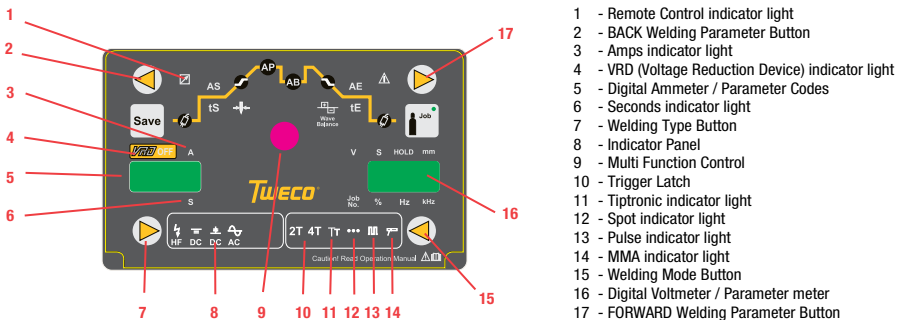 1
2
3
4
5
6
7
8
9
10
11
12
13
14
15
16
17
AP
AS
AB
AE
tS
tE
Wave
Balance
Save
Job
VRD OFF
A
V S HOLD mm
TWECO
S
Job
No. % Hz kHz
HF DC DC AC
2T 4T TT
Caution! Read Operation Manual
1 - Remote Control indicator light
2 - BACK Welding Parameter Button
3 - Amps indicator light
4 - VRD (Voltage Reduction Device) indicator light
5 - Digital Ammeter / Parameter Codes
6 - Seconds indicator light
7 - Welding Type Button
8 - Indicator Panel
9 - Multi Function Control
10 - Trigger Latch
11 - Tiptronic indicator light
12 - Spot indicator light
13 - Pulse indicator light
14 - MMA indicator light
15 - Welding Mode Button
16 - Digital Voltmeter / Parameter meter
17 - FORWARD Welding Parameter Button